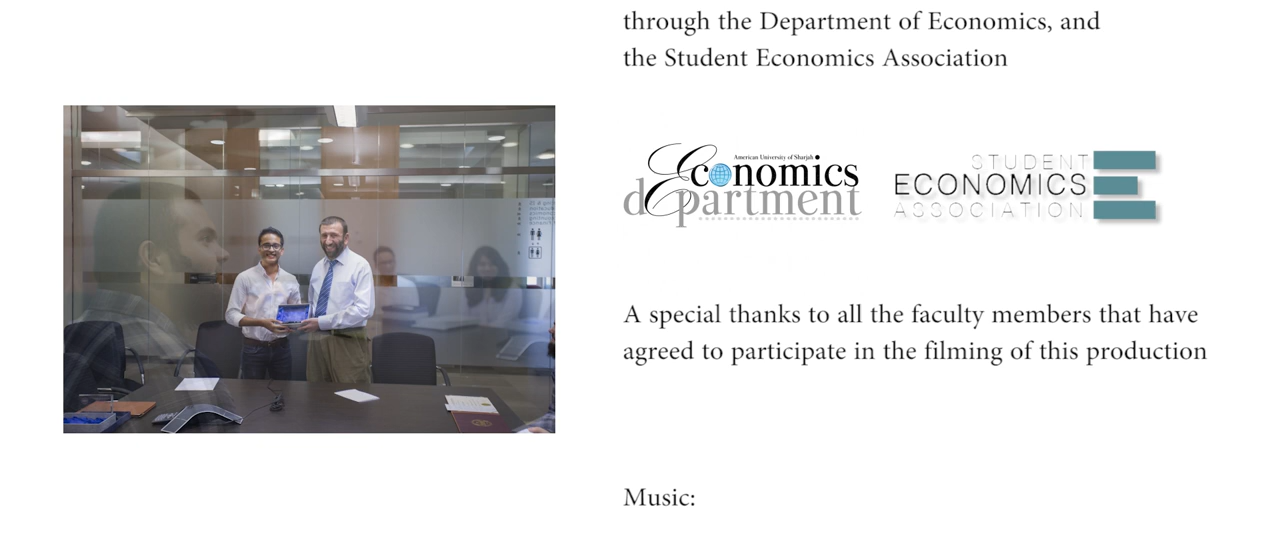 through the Department of Economics, and
the Student Economics Association
American University of Sharjah
Economics
department
STUDENT
ECONOMICS
ASSOCIATION
A special thanks to all the faculty members that have
agreed to participate in the filming of this production
Music: